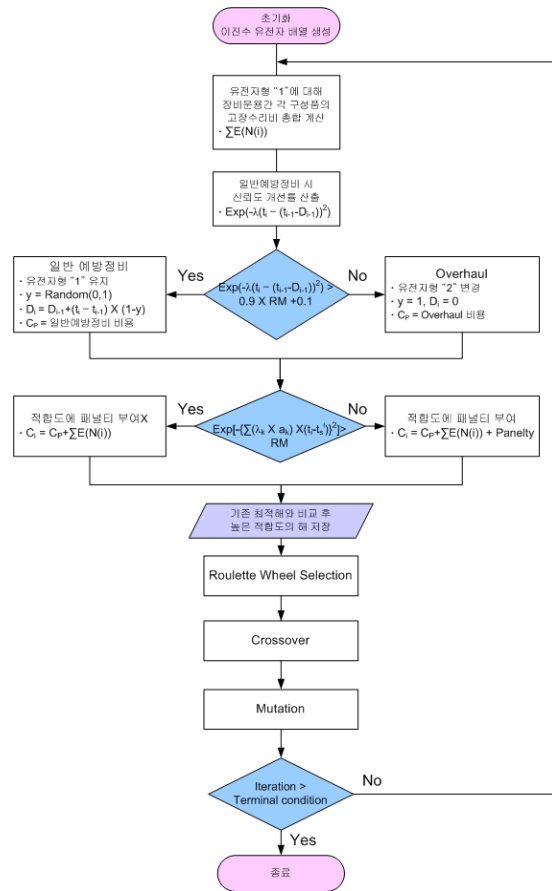 초기화
이진수 유전자 배열 생성
유전자형 "1"에 대해
장비운용간 각 구성품의
고장수리비 총합 계산
· ∑E(N(i))
일반예방정비 시
신뢰도 개선률 산출
· Exp(-λ(tᵢ − (tᵢ₋₁-Dᵢ₋₁))²)
일반 예방정비
· 유전자형 "1" 유지
· y = Random(0,1)
· Dᵢ = Dᵢ₋₁+(tᵢ − tᵢ₋₁) X (1-y)
· Cₚ = 일반예방정비 비용
Yes
Exp(-λ(tᵢ − (tᵢ₋₁-Dᵢ₋₁))²) >
0.9 X RM +0.1
No
Overhaul
· 유전자형 "2" 변경
· y = 1, Dᵢ = 0
· Cₚ = Overhaul 비용
적합도에 패널티 부여X
· Cᵢ = Cₚ+∑E(N(i))
Yes
Exp[-{∑(λₖ X aₖ) X(tᵢ-tₛⁱ)}²]>
RM
No
적합도에 패널티 부여
· Cᵢ = Cₚ+∑E(N(i)) + Panelty
기존 최적해와 비교 후
높은 적합도의 해 저장
Roulette Wheel Selection
Crossover
Mutation
Iteration >
Terminal condition
No
Yes
종료